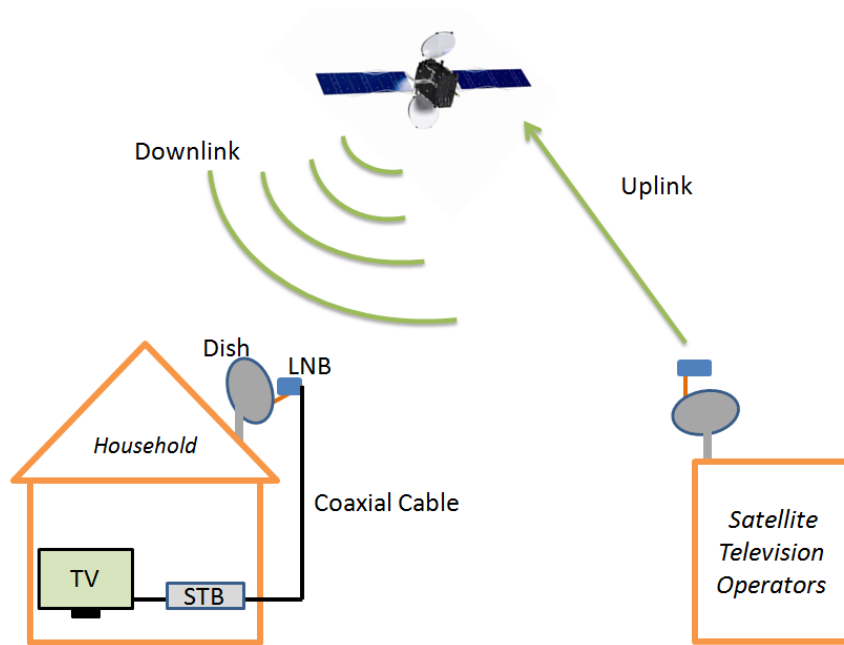 Downlink
Uplink
Dish
LNB
Household
Coaxial Cable
TV
STB
Satellite
Television
Operators